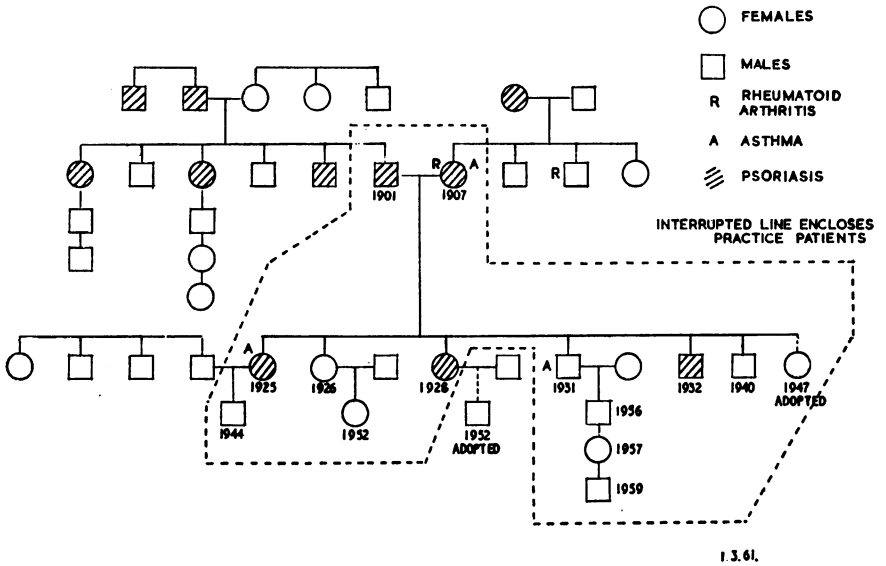 FEMALES
MALES
R RHEUMATOID
ARTHRITIS
A ASTHMA
PSORIASIS
INTERRUPTED LINE ENCLOSES
PRACTICE PATIENTS
R A
R
1901 1907
A
A
1925 1926 1928 1931 1932 1940 1947
ADOPTED
1944 1952 1952
ADOPTED
1956
1957
1959
1.3.61.